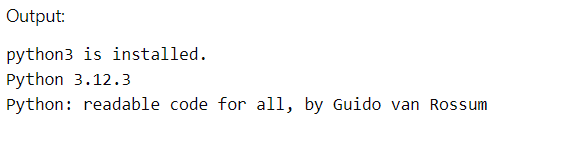 Output:
python3 is installed.
Python 3.12.3
Python: readable code for all, by Guido van Rossum